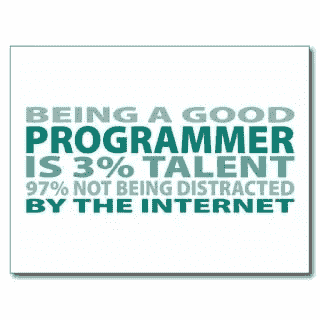 BEING A GOOD
PROGRAMMER
IS 3% TALENT
97% NOT BEING DISTRACTED
BY THE INTERNET